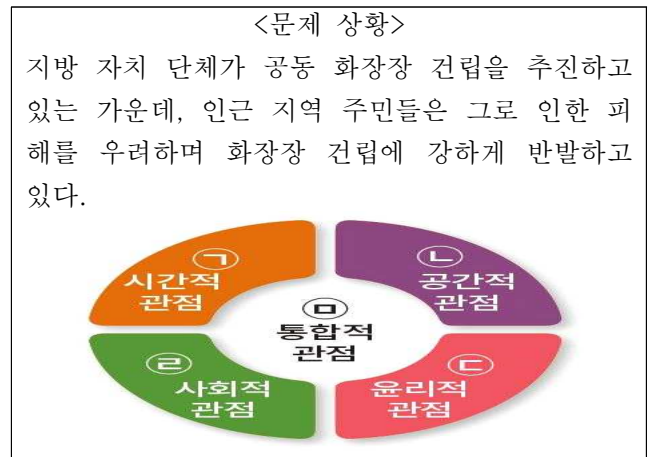 <문제 상황>
지방 자치 단체가 공동 화장장 건립을 추진하고
있는 가운데, 인근 지역 주민들은 그로 인한 피
해를 우려하며 화장장 건립에 강하게 반발하고
있다.
㉠
시간적
관점
㉡
공간적
관점
㉤
통합적
관점
㉣
사회적
관점
㉢
윤리적
관점